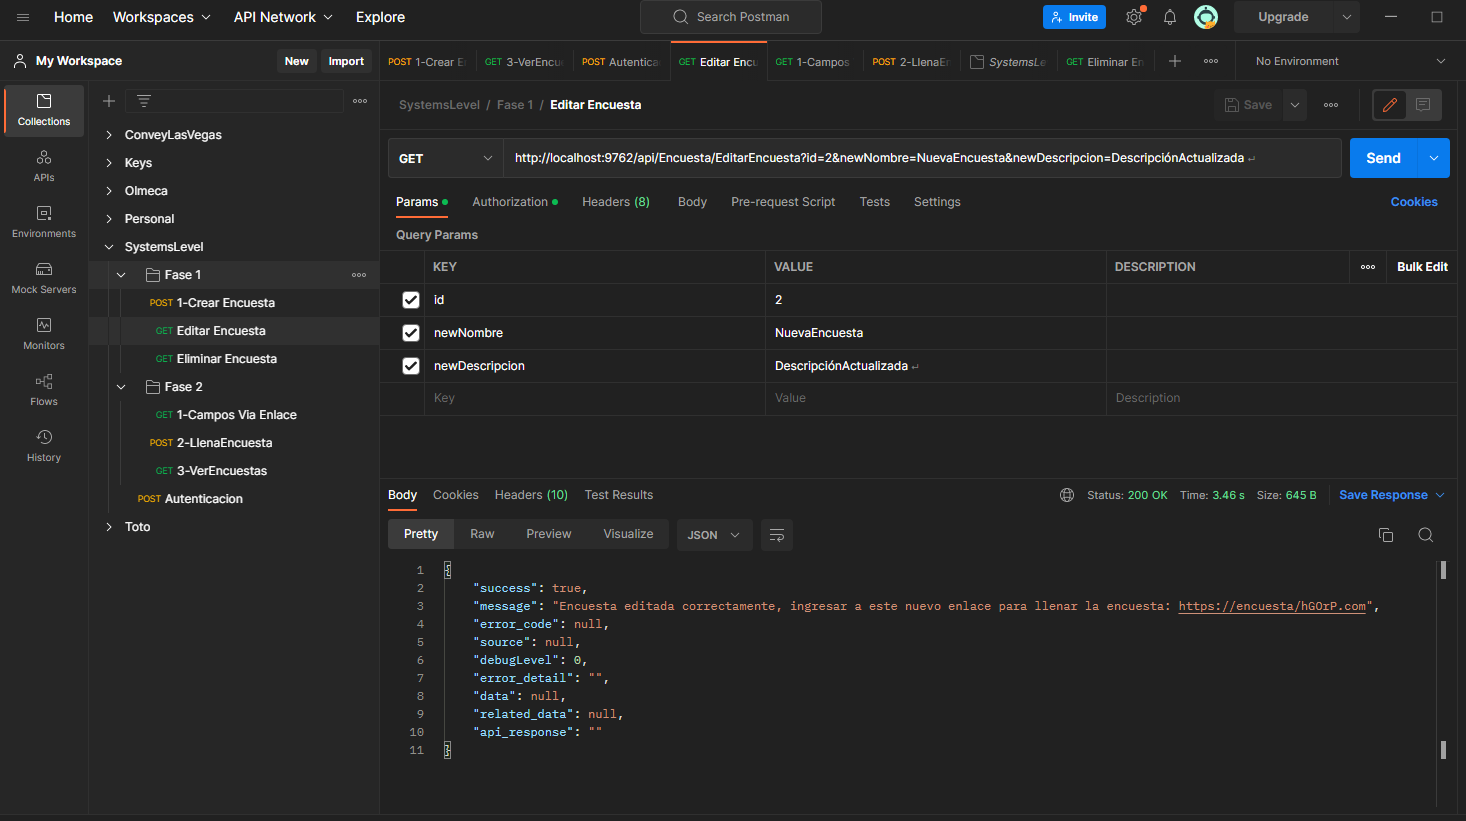 Home Workspaces API Network Explore Search Postman Invite Upgrade
My Workspace New Import
POST 1-Crear E GET 3-VerEncu POST Autentica GET Editar Encu GET 1-Campos POST 2-LlenaEn SystemsLe GET Eliminar En No Environment
Collections
APIs
Environments
Mock Servers
Monitors
Flows
History
ConveyLasVegas
Keys
Olmeca
Personal
SystemsLevel
Fase 1
POST 1-Crear Encuesta
GET Editar Encuesta
GET Eliminar Encuesta
Fase 2
GET 1-Campos Via Enlace
POST 2-LlenaEncuesta
GET 3-VerEncuestas
POST Autenticacion
Toto
SystemsLevel / Fase 1 / Editar Encuesta Save
GET http://localhost:9762/api/Encuesta/EditarEncuesta?id=2&newNombre=NuevaEncuesta&newDescripcion=DescripciónActualizada Send
Params Authorization Headers (8) Body Pre-request Script Tests Settings Cookies
Query Params
KEY VALUE DESCRIPTION Bulk Edit
id 2
newNombre NuevaEncuesta
newDescripcion DescripciónActualizada
Key Value Description
Body Cookies Headers (10) Test Results Status: 200 OK Time: 3.46 s Size: 645 B Save Response
Pretty Raw Preview Visualize JSON
1 {
2 "success": true,
3 "message": "Encuesta editada correctamente, ingresar a este nuevo enlace para llenar la encuesta: https://encuesta/hGOrP.com",
4 "error_code": null,
5 "source": null,
6 "debugLevel": 0,
7 "error_detail": "",
8 "data": null,
9 "related_data": null,
10 "api_response": ""
11 }